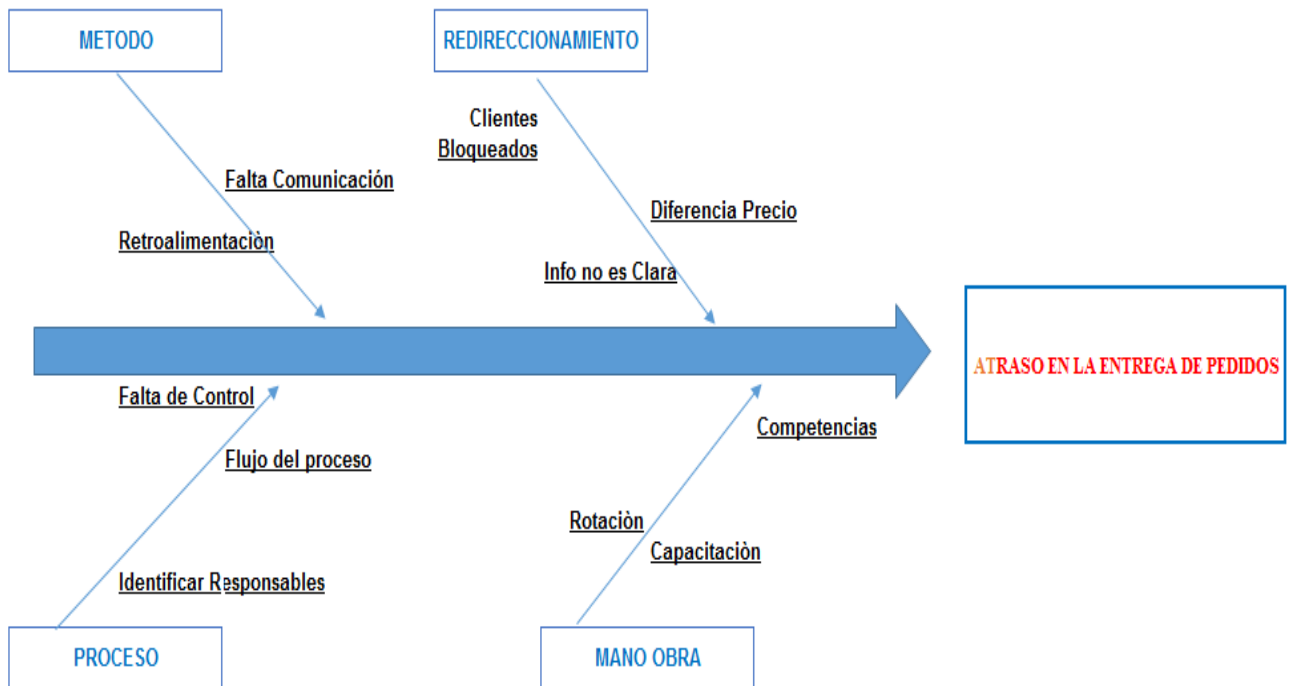 METODO
REDIRECCIONAMIENTO
Clientes
Bloqueados
Falta Comunicación
Diferencia Precio
Retroalimentaciòn
Info no es Clara
ATRASO EN LA ENTREGA DE PEDIDOS
Falta de Control
Competencias
Flujo del proceso
Rotaciòn
Capacitaciòn
Identificar Responsables
PROCESO
MANO OBRA